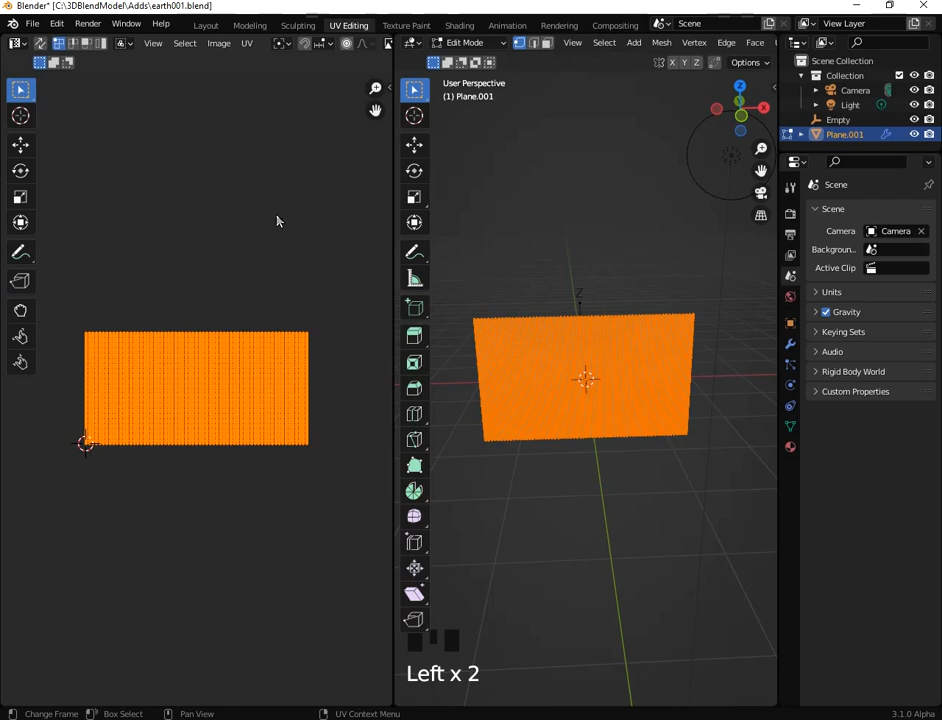 Blender* [C:\3DBlendModel\Adds\earth001.blend]
File Edit Render Window Help
Layout Modeling Sculpting UV Editing Texture Paint Shading Animation Rendering Compositing
Scene
View Layer
View Select Image UV
Edit Mode View Select Add Mesh Vertex Edge Face
X Y Z
Options
User Perspective
(1) Plane.001
Z
X
Z
Left x 2
Scene Collection
Collection
Camera
Light
Empty
Plane.001
Scene
Scene
Camera Camera
Backgroun...
Active Clip
Units
Gravity
Keying Sets
Audio
Rigid Body World
Custom Properties
Change Frame Box Select Pan View UV Context Menu 3.1.0 Alpha